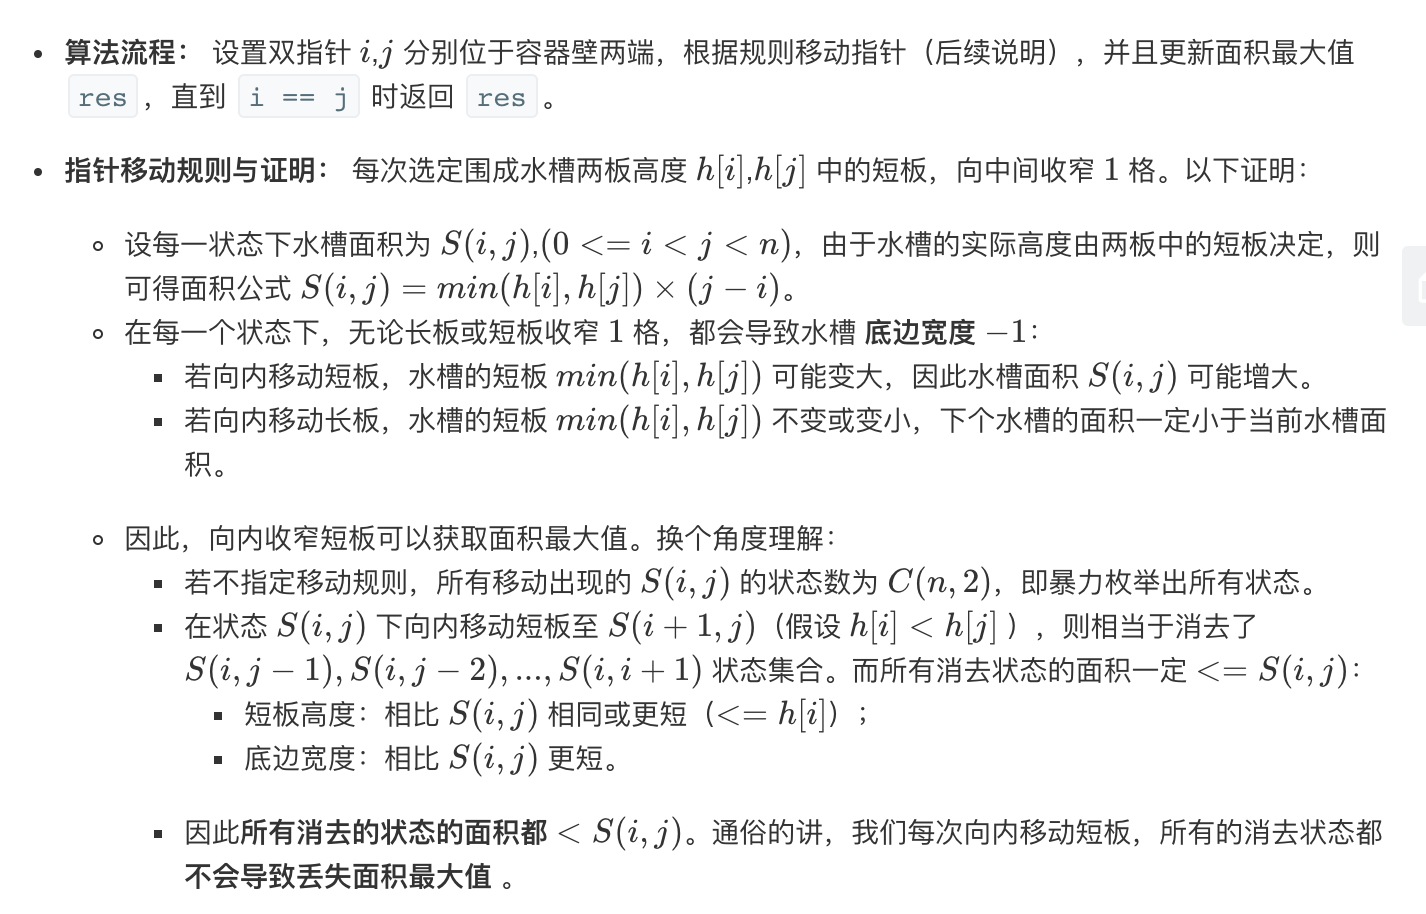 • 算法流程： 设置双指针 i,j 分别位于容器壁两端，根据规则移动指针（后续说明），并且更新面积最大值
res ，直到 i == j 时返回 res 。
• 指针移动规则与证明： 每次选定围成水槽两板高度 h[i],h[j] 中的短板，向中间收窄 1 格。以下证明：
◦ 设每一状态下水槽面积为 S(i, j),(0 <= i < j < n)，由于水槽的实际高度由两板中的短板决定，则
可得面积公式 S(i, j) = min(h[i], h[j]) × (j − i)。
◦ 在每一个状态下，无论长板或短板收窄 1 格，都会导致水槽 底边宽度 −1：
▪ 若向内移动短板，水槽的短板 min(h[i], h[j]) 可能变大，因此水槽面积 S(i, j) 可能增大。
▪ 若向内移动长板，水槽的短板 min(h[i], h[j]) 不变或变小，下个水槽的面积一定小于当前水槽面
积。
◦ 因此，向内收窄短板可以获取面积最大值。换个角度理解：
▪ 若不指定移动规则，所有移动出现的 S(i, j) 的状态数为 C(n, 2)，即暴力枚举出所有状态。
▪ 在状态 S(i, j) 下向内移动短板至 S(i + 1, j)（假设 h[i] < h[j] ），则相当于消去了
S(i, j − 1), S(i, j − 2), ..., S(i, i + 1) 状态集合。而所有消去状态的面积一定 <= S(i, j)：
▪ 短板高度：相比 S(i, j) 相同或更短（<= h[i]）；
▪ 底边宽度：相比 S(i, j) 更短。
▪ 因此所有消去的状态的面积都 < S(i, j)。通俗的讲，我们每次向内移动短板，所有的消去状态都
不会导致丢失面积最大值 。